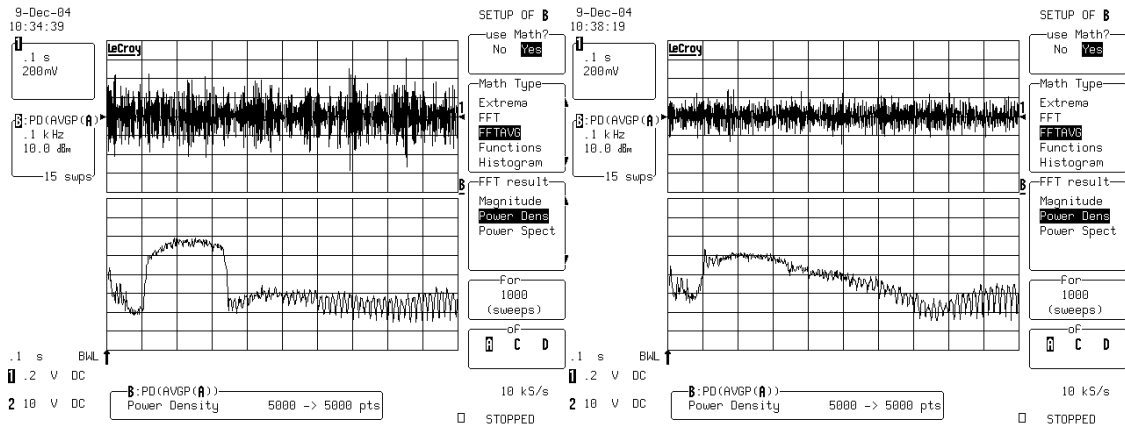 9-Dec-04
10:34:39
1
.1 s
200mV
B:PD(AVGP(A))
.1 kHz
10.0 dBm
15 swps
LeCroy
1
B
SETUP OF B
use Math?
No Yes
Math Type
Extrema
FFT
FFTAVG
Functions
Histogram
FFT result
Magnitude
Power Dens
Power Spect
for
1000
(sweeps)
of
A C D
.1 s BWL
1 .2 V DC
2 10 V DC
B:PD(AVGP(A))
Power Density 5000 -> 5000 pts
10 kS/s
STOPPED
9-Dec-04
10:38:19
1
.1 s
200mV
B:PD(AVGP(A)
.1 kHz
10.0 dBm
15 swps
LeCroy
1
B
SETUP OF B
use Math?
No Yes
Math Type
Extrema
FFT
FFTAVG
Functions
Histogram
FFT result
Magnitude
Power Dens
Power Spect
for
1000
(sweeps)
of
A C D
.1 s BWL
1 .2 V DC
2 10 V DC
B:PD(AVGP(A))
Power Density 5000 -> 5000 pts
10 kS/s
STOPPED